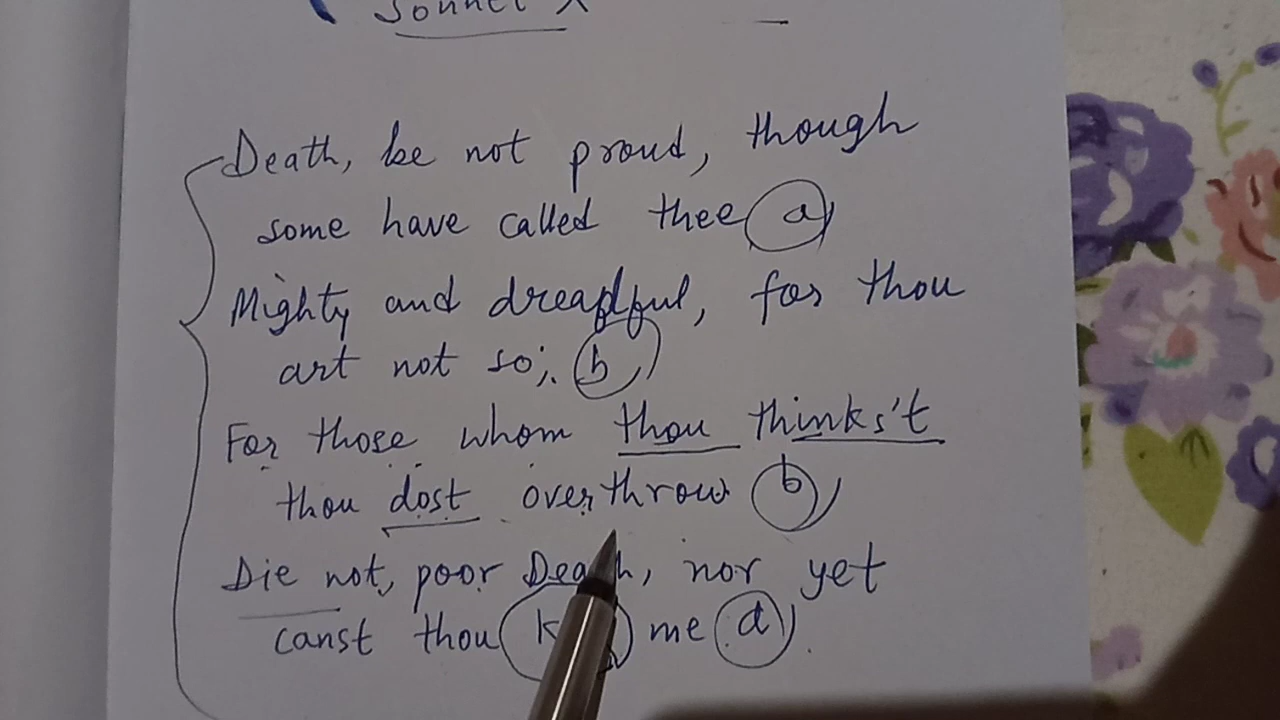 Sonnet X
Death, be not proud, though
some have called thee a
Mighty and dreadful, for thou
art not so; b
For those whom thou thinks't
thou dost overthrow b
Die not, poor Death, nor yet
canst thou me a